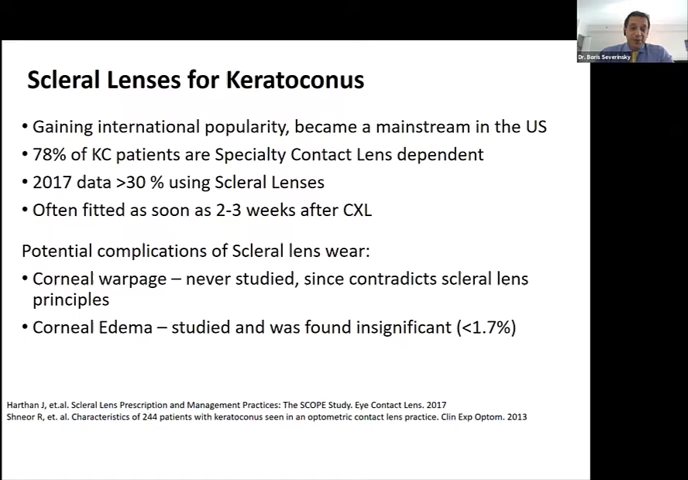 Dr. Boris Severinsky
Scleral Lenses for Keratoconus
• Gaining international popularity, became a mainstream in the US
• 78% of KC patients are Specialty Contact Lens dependent
• 2017 data >30 % using Scleral Lenses
• Often fitted as soon as 2-3 weeks after CXL
Potential complications of Scleral lens wear:
• Corneal warpage – never studied, since contradicts scleral lens
principles
• Corneal Edema – studied and was found insignificant (<1.7%)
Harthan J, et.al. Scleral Lens Prescription and Management Practices: The SCOPE Study. Eye Contact Lens. 2017
Shneor R, et. al. Characteristics of 244 patients with keratoconus seen in an optometric contact lens practice. Clin Exp Optom. 2013